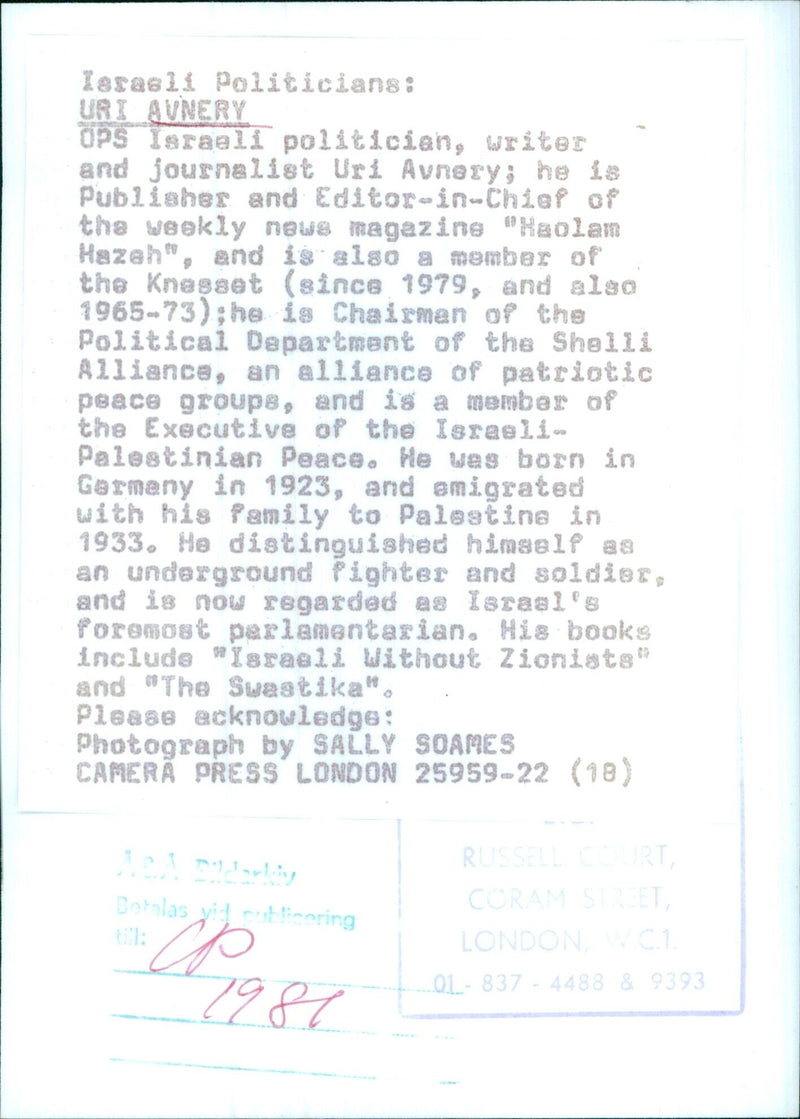 Israeli Politicians:
URI AVNERY
OPS Israeli politician, writer
and journalist Uri Avnery; he is
Publisher and Editor-in-Chief of
the weekly news magazine "Haolam
Hazeh", and is also a member of
the Knesset (since 1979, and also
1965-73);he is Chairman of the
Political Department of the Shelli
Alliance, an alliance of patriotic
peace groups, and is a member of
the Executive of the Israeli-
Palestinian Peace. He was born in
Germany in 1923, and emigrated
with his family to Palestine in
1933. He distinguished himself as
an underground fighter and soldier,
and is now regarded as Israel's
foremost parlamentarian. His books
include "Israeli Without Zionists"
and "The Swastika".
Please acknowledge:
Photograph by SALLY SOAMES
CAMERA PRESS LONDON 25959-22 (18)
RUSSELL COURT,
CORAM STREET,
LONDON, W.C.1.
01 - 837 - 4488 & 9393
A & A Bildarkiv
Betalas vid publicering
till: CP
1981